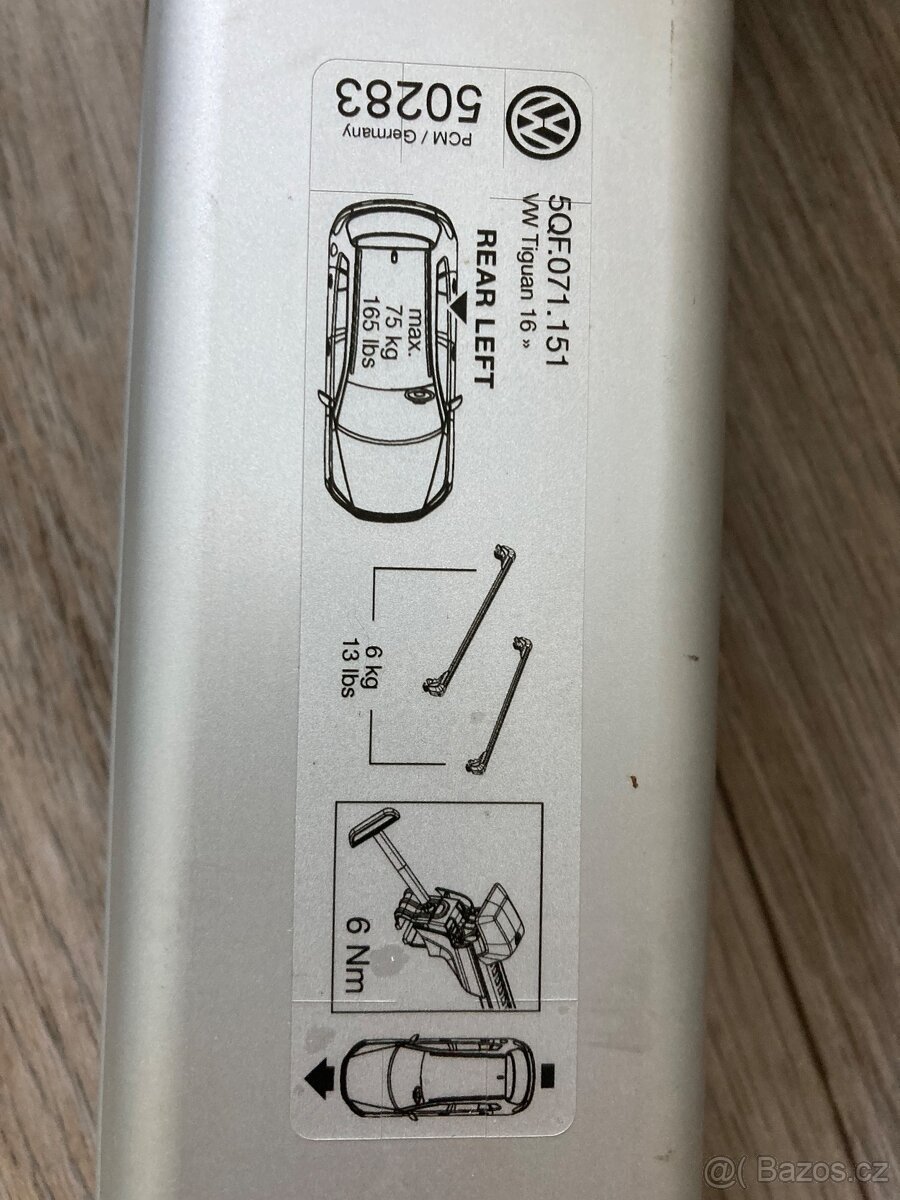 50283
PCM / Germany
5QF.071.151
VW Tiguan 16 »
REAR LEFT
max.
75 kg
165 lbs
6 kg
13 lbs
6 Nm
@( Bazos.cz